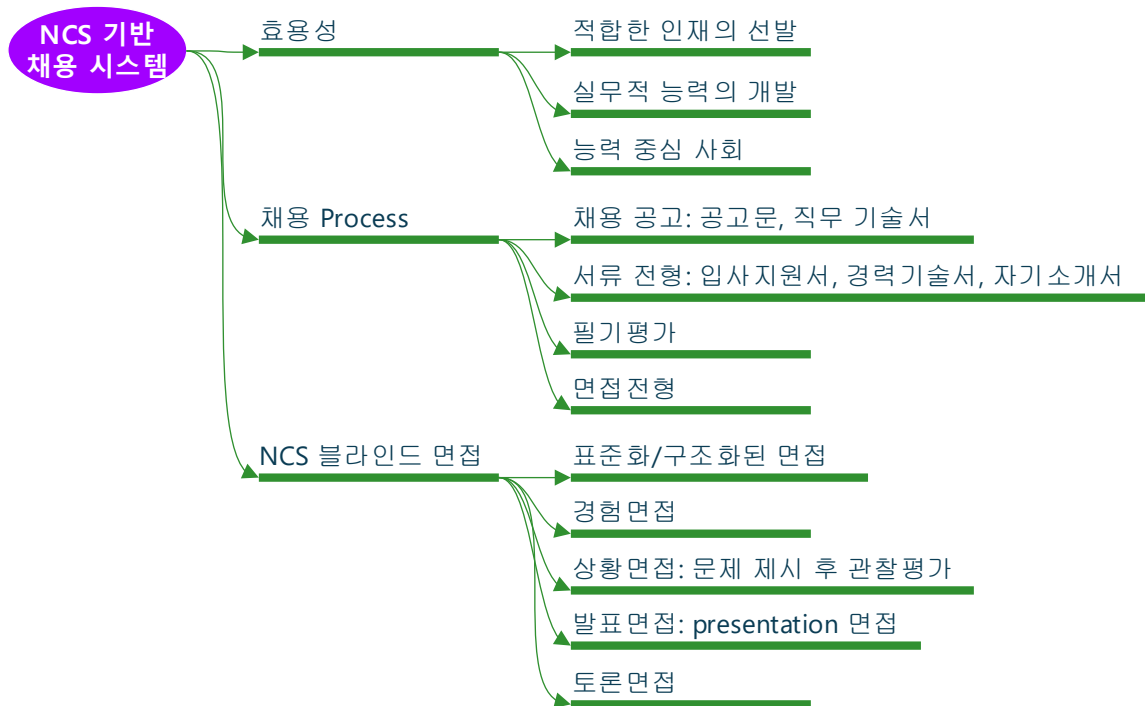 NCS 기반
채용 시스템
효용성
적합한 인재의 선발
실무적 능력의 개발
능력 중심 사회
채용 Process
채용 공고: 공고문, 직무 기술서
서류 전형: 입사지원서, 경력기술서, 자기소개서
필기평가
면접전형
NCS 블라인드 면접
표준화/구조화된 면접
경험면접
상황면접: 문제 제시 후 관찰평가
발표면접: presentation 면접
토론면접